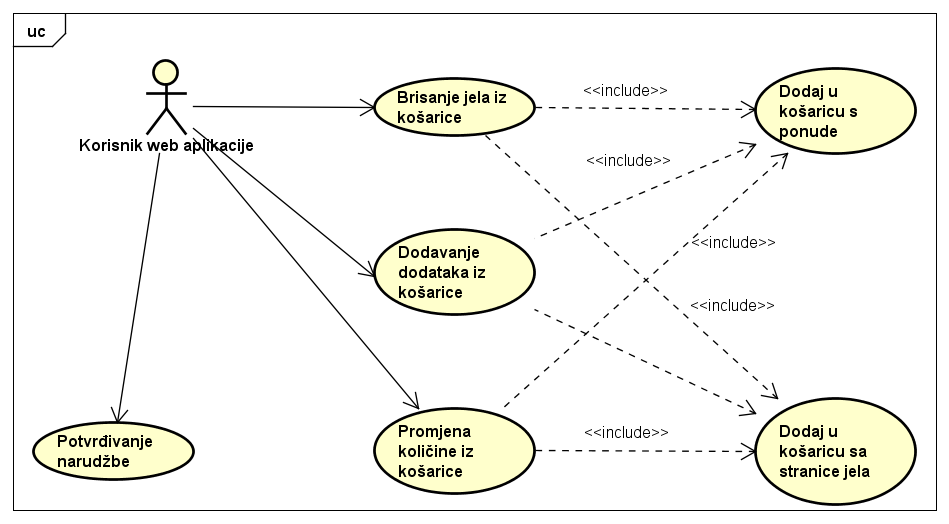 uc
Korisnik web aplikacije
Brisanje jela iz
košarice
<<include>>
Dodaj u
košaricu s
ponude
<<include>>
Dodavanje
dodataka iz
košarice
<<include>>
<<include>>
Potvrđivanje
narudžbe
Promjena
količine iz
košarice
<<include>>
Dodaj u
košaricu sa
stranice jela